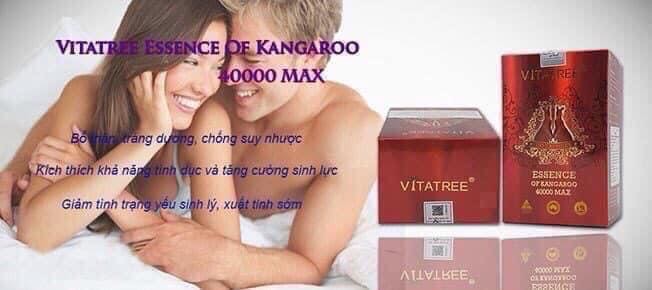 VITATREE ESSENCE OF KANGAROO
40000 MAX
Bổ thận, tráng dương, chống suy nhược
Kích thích khả năng tình dục và tăng cường sinh lực
Giảm tình trạng yếu sinh lý, xuất tinh sớm
VITATREE
VITATREE®
VITATREE®
ESSENCE
OF KANGAROO
40000 MAX